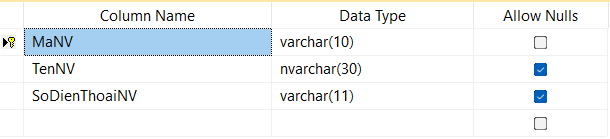 Column Name Data Type Allow Nulls
MaNV varchar(10)
TenNV nvarchar(30)
SoDienThoaiNV varchar(11)